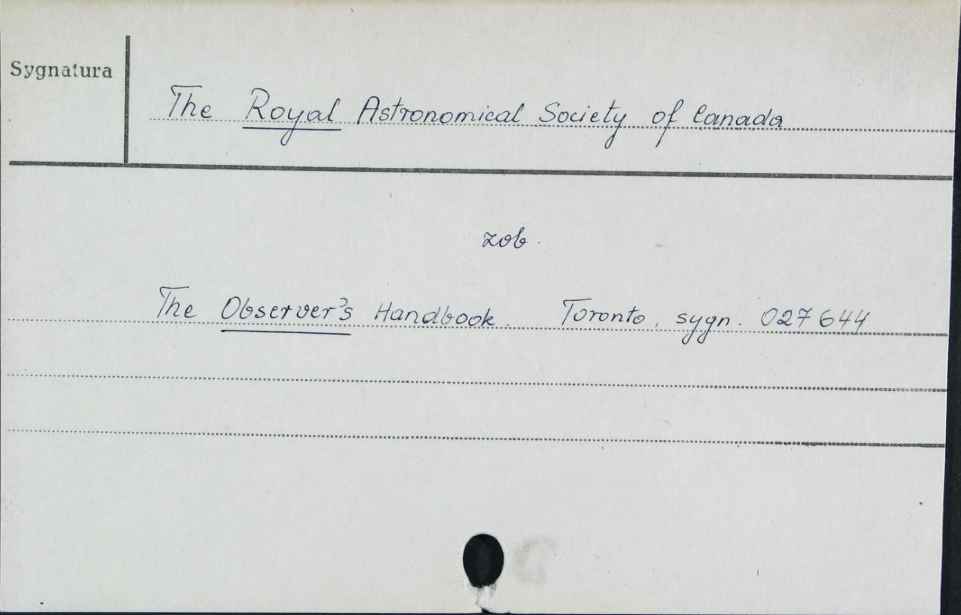 Sygnatura
The Royal Astronomical Society of Canada
zob.
The Observer's Handbook. Toronto, sygn. 027644